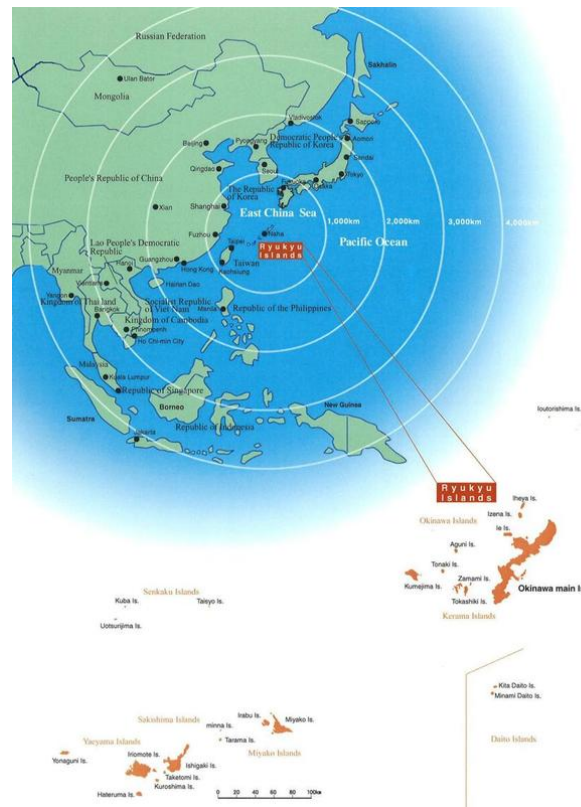 Russian Federation
Sakhalin
Ulan Bator
Mongolia
Vladivostok
Sapporo
Beijing
Pyongyang
Democratic People's
Republic of Korea
Aomori
Sendai
Qingdao
Seoul
Tokyo
People's Republic of China
The Republic
of Korea
Fukuoka
Osaka
Xian
Shanghai
East China Sea
1,000km
2,000km
3,000km
4,000km
Fuzhou
Naha
Pacific Ocean
Taipei
Ryukyu
Islands
Lao People's Democratic
Republic
Guangzhou
Taiwan
Myanmar
Hanoi
Hong Kong
Kaohsiung
Vientiane
Hainan Dao
Yangon
Kingdom of Thailand
Socialist Republic
of Viet Nam
Manila
Republic of the Philippines
Bangkok
Kingdom of Cambodia
Phnompenh
Ho Chi-min City
Malaysia
Kuala Lumpur
Republic of Singapore
Borneo
New Guinea
Sumatra
Republic of Indnesia
Jakarta
Ioutorishima Is.
Ryukyu
Islands
Iheya Is.
Izena Is.
Okinawa Islands
Ie Is.
Aguni Is.
Tonaki Is.
Kumejima Is.
Zamami Is.
Okinawa main I
Tokashiki Is.
Kerama Islands
Senkaku Islands
Kuba Is.
Taisyo Is.
Uotsurijima Is.
Kita Daito Is.
Minami Daito Is.
Sakishima Islands
Irabu Is.
Miyako Is.
minna Is.
Tarama Is.
Daito Islands
Yaeyama Islands
Miyako Islands
Yonaguni Is.
Iriomote Is.
Ishigaki Is.
Taketomi Is.
Kuroshima Is.
Hateruma Is.
0 20 40 60 80 100km